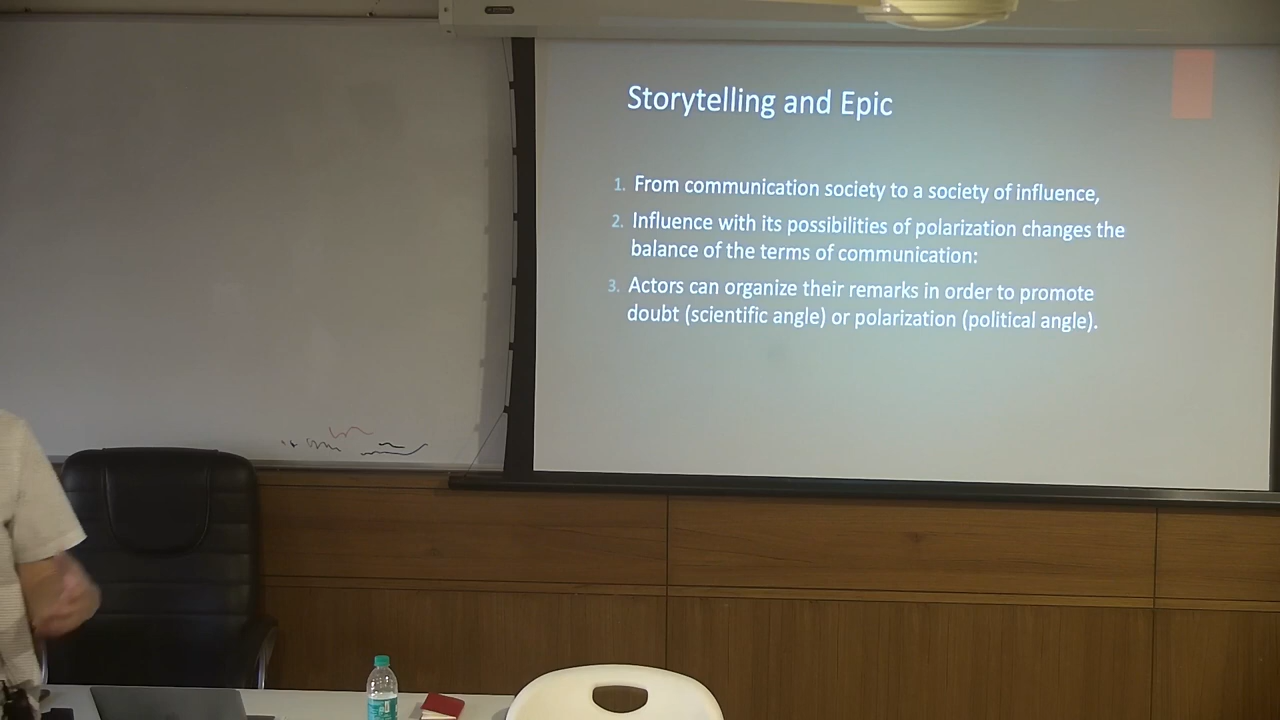 Storytelling and Epic
1. From communication society to a society of influence,
2. Influence with its possibilities of polarization changes the
balance of the terms of communication:
3. Actors can organize their remarks in order to promote
doubt (scientific angle) or polarization (political angle).